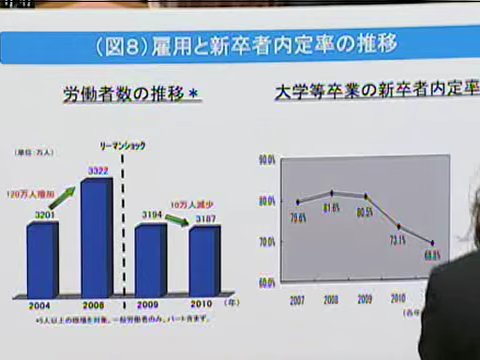 (図8)雇用と新卒者内定率の推移
労働者数の推移*
大学等卒業の新卒者内定率
(単位:万人)
リーマンショック
120万人増加
10万人減少
3201
3322
3194
3187
2004
2008
2009
2010
(年)
*5人以上の職場を対象、一般労働者のみ、パート含まず。
90.0%
80.0%
70.0%
60.0%
79.6%
81.6%
80.5%
73.1%
68.8%
2007
2008
2009
2010